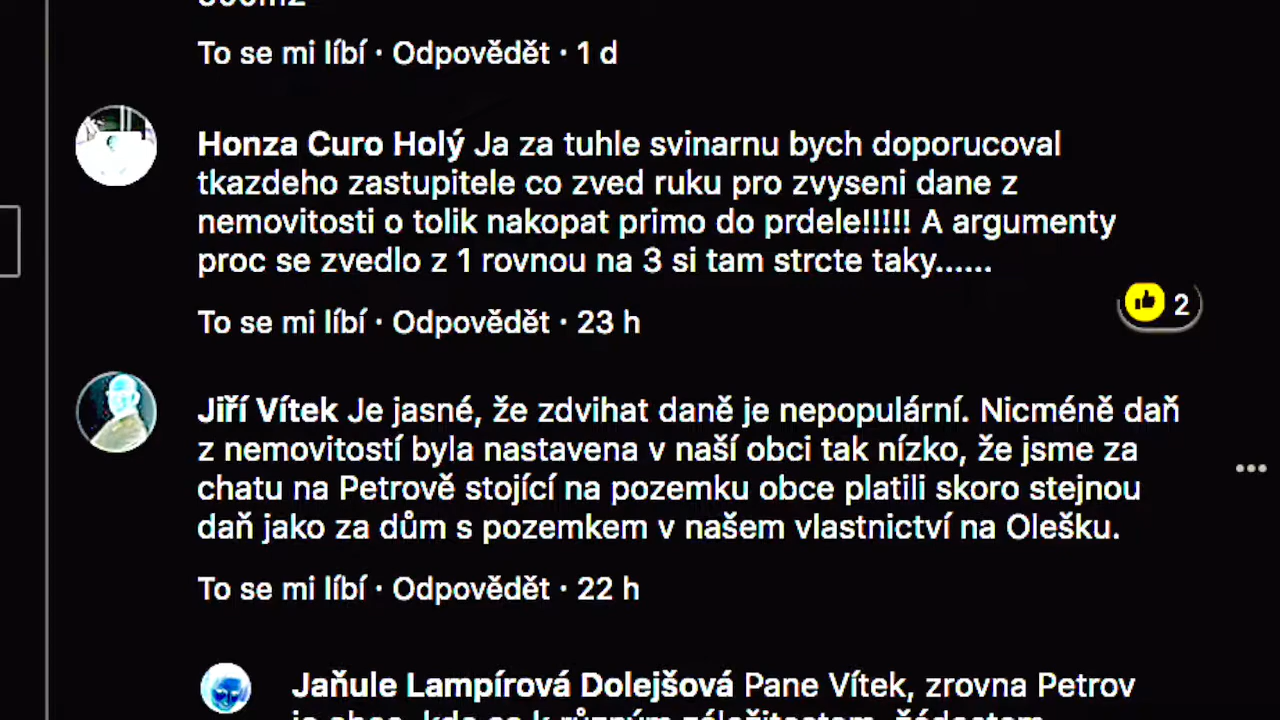 To se mi líbí · Odpovědět · 1 d
Honza Curo Holý Ja za tuhle svinarnu bych doporucoval
tkazdeho zastupitele co zved ruku pro zvyseni dane z
nemovitosti o tolik nakopat primo do prdele!!!!! A argumenty
proc se zvedlo z 1 rovnou na 3 si tam strcte taky......
2
To se mi líbí · Odpovědět · 23 h
Jiří Vítek Je jasné, že zdvihat daně je nepopulární. Nicméně daň
z nemovitostí byla nastavena v naší obci tak nízko, že jsme za
chatu na Petrově stojící na pozemku obce platili skoro stejnou
daň jako za dům s pozemkem v našem vlastnictví na Olešku.
To se mi líbí · Odpovědět · 22 h
Jaňule Lampírová Dolejšová Pane Vítek, zrovna Petrov